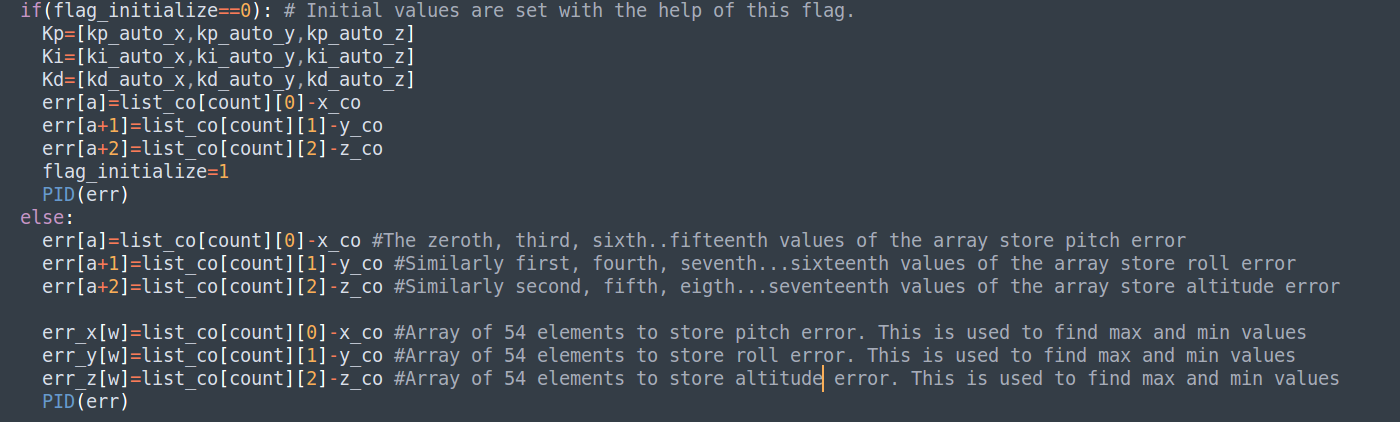 if(flag_initialize==0): # Initial values are set with the help of this flag.
Kp=[kp_auto_x,kp_auto_y,kp_auto_z]
Ki=[ki_auto_x,ki_auto_y,ki_auto_z]
Kd=[kd_auto_x,kd_auto_y,kd_auto_z]
err[a]=list_co[count][0]-x_co
err[a+1]=list_co[count][1]-y_co
err[a+2]=list_co[count][2]-z_co
flag_initialize=1
PID(err)
else:
err[a]=list_co[count][0]-x_co #The zeroth, third, sixth..fifteenth values of the array store pitch error
err[a+1]=list_co[count][1]-y_co #Similarly first, fourth, seventh...sixteenth values of the array store roll error
err[a+2]=list_co[count][2]-z_co #Similarly second, fifth, eigth...seventeenth values of the array store altitude error
err_x[w]=list_co[count][0]-x_co #Array of 54 elements to store pitch error. This is used to find max and min values
err_y[w]=list_co[count][1]-y_co #Array of 54 elements to store roll error. This is used to find max and min values
err_z[w]=list_co[count][2]-z_co #Array of 54 elements to store altitude error. This is used to find max and min values
PID(err)